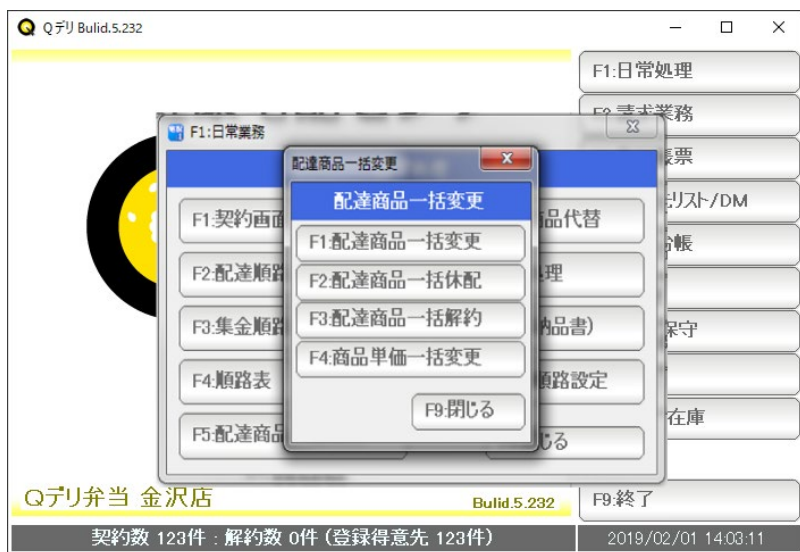 Qデリ Bulid.5.232
F1:日常処理
F1:日常業務
配達商品一括変更
配達商品一括変更
F1:配達商品一括変更
F2:配達商品一括休配
F3:配達商品一括解約
F4:商品単価一括変更
F9:閉じる
F1:契約画面
F2:配達順路
F3:集金順路
F4:順路表
F5:配達商品
品代替
理
納品書)
順路設定
じる
業務
票
リスト/DM
帳
保守
在庫
F9:終了
Qデリ弁当 金沢店
Bulid.5.232
契約数 123件 : 解約数 0件 (登録得意先 123件)
2019/02/01 14:03:11